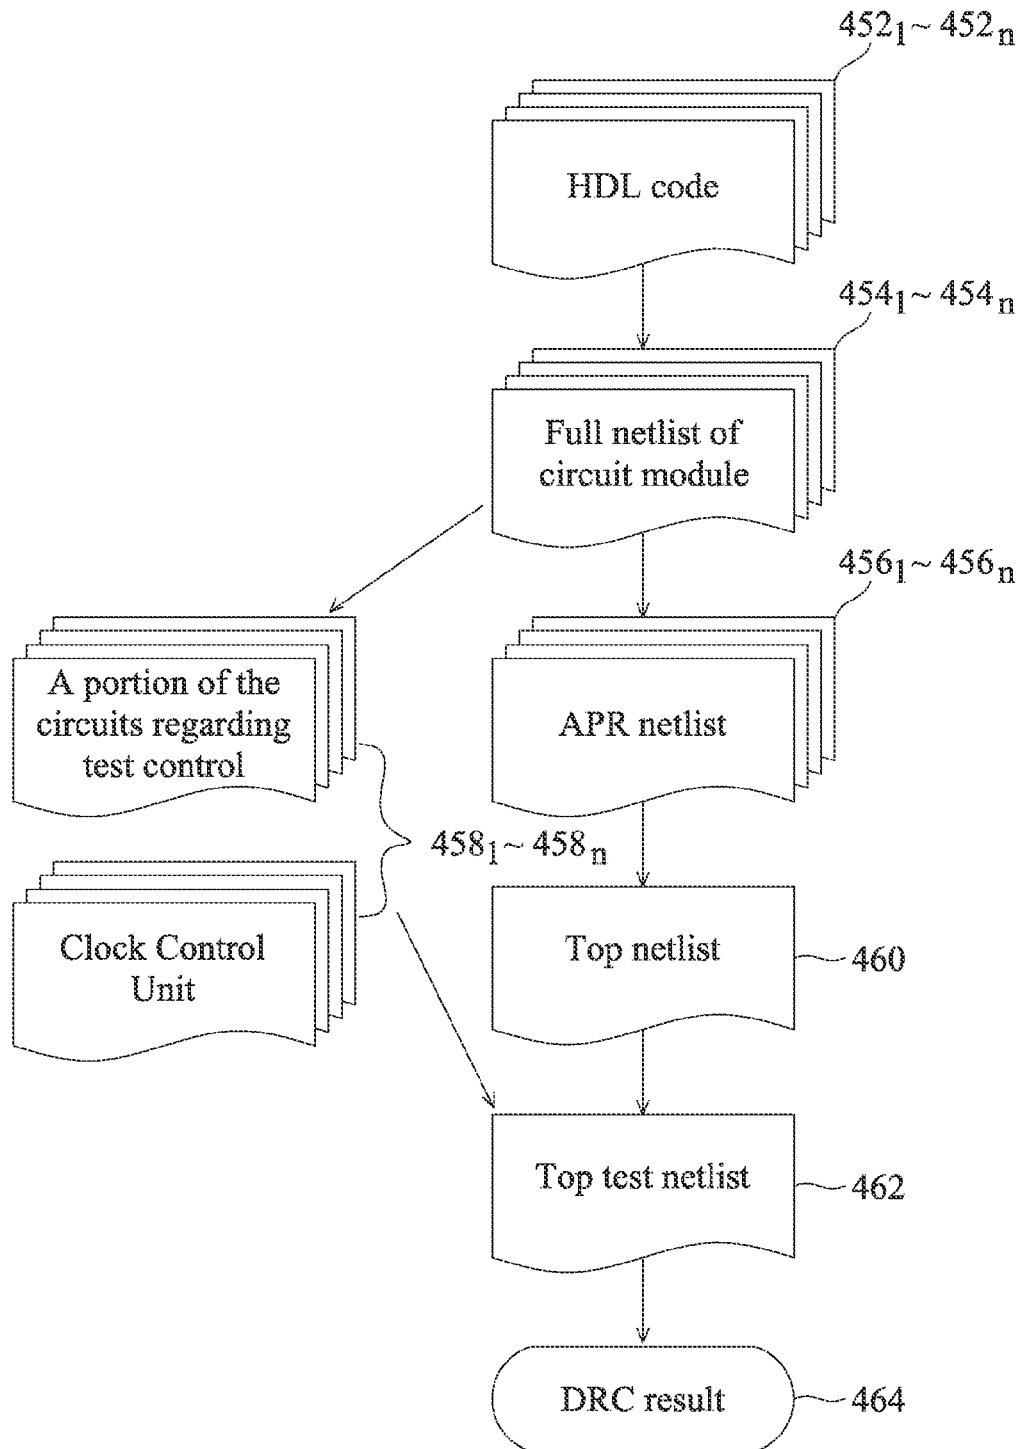 452₁~ 452ₙ
HDL code
454₁~ 454ₙ
Full netlist of
circuit module
456₁~ 456ₙ
A portion of the
circuits regarding
test control
APR netlist
458₁~ 458ₙ
Clock Control
Unit
Top netlist
460
Top test netlist
462
DRC result
464